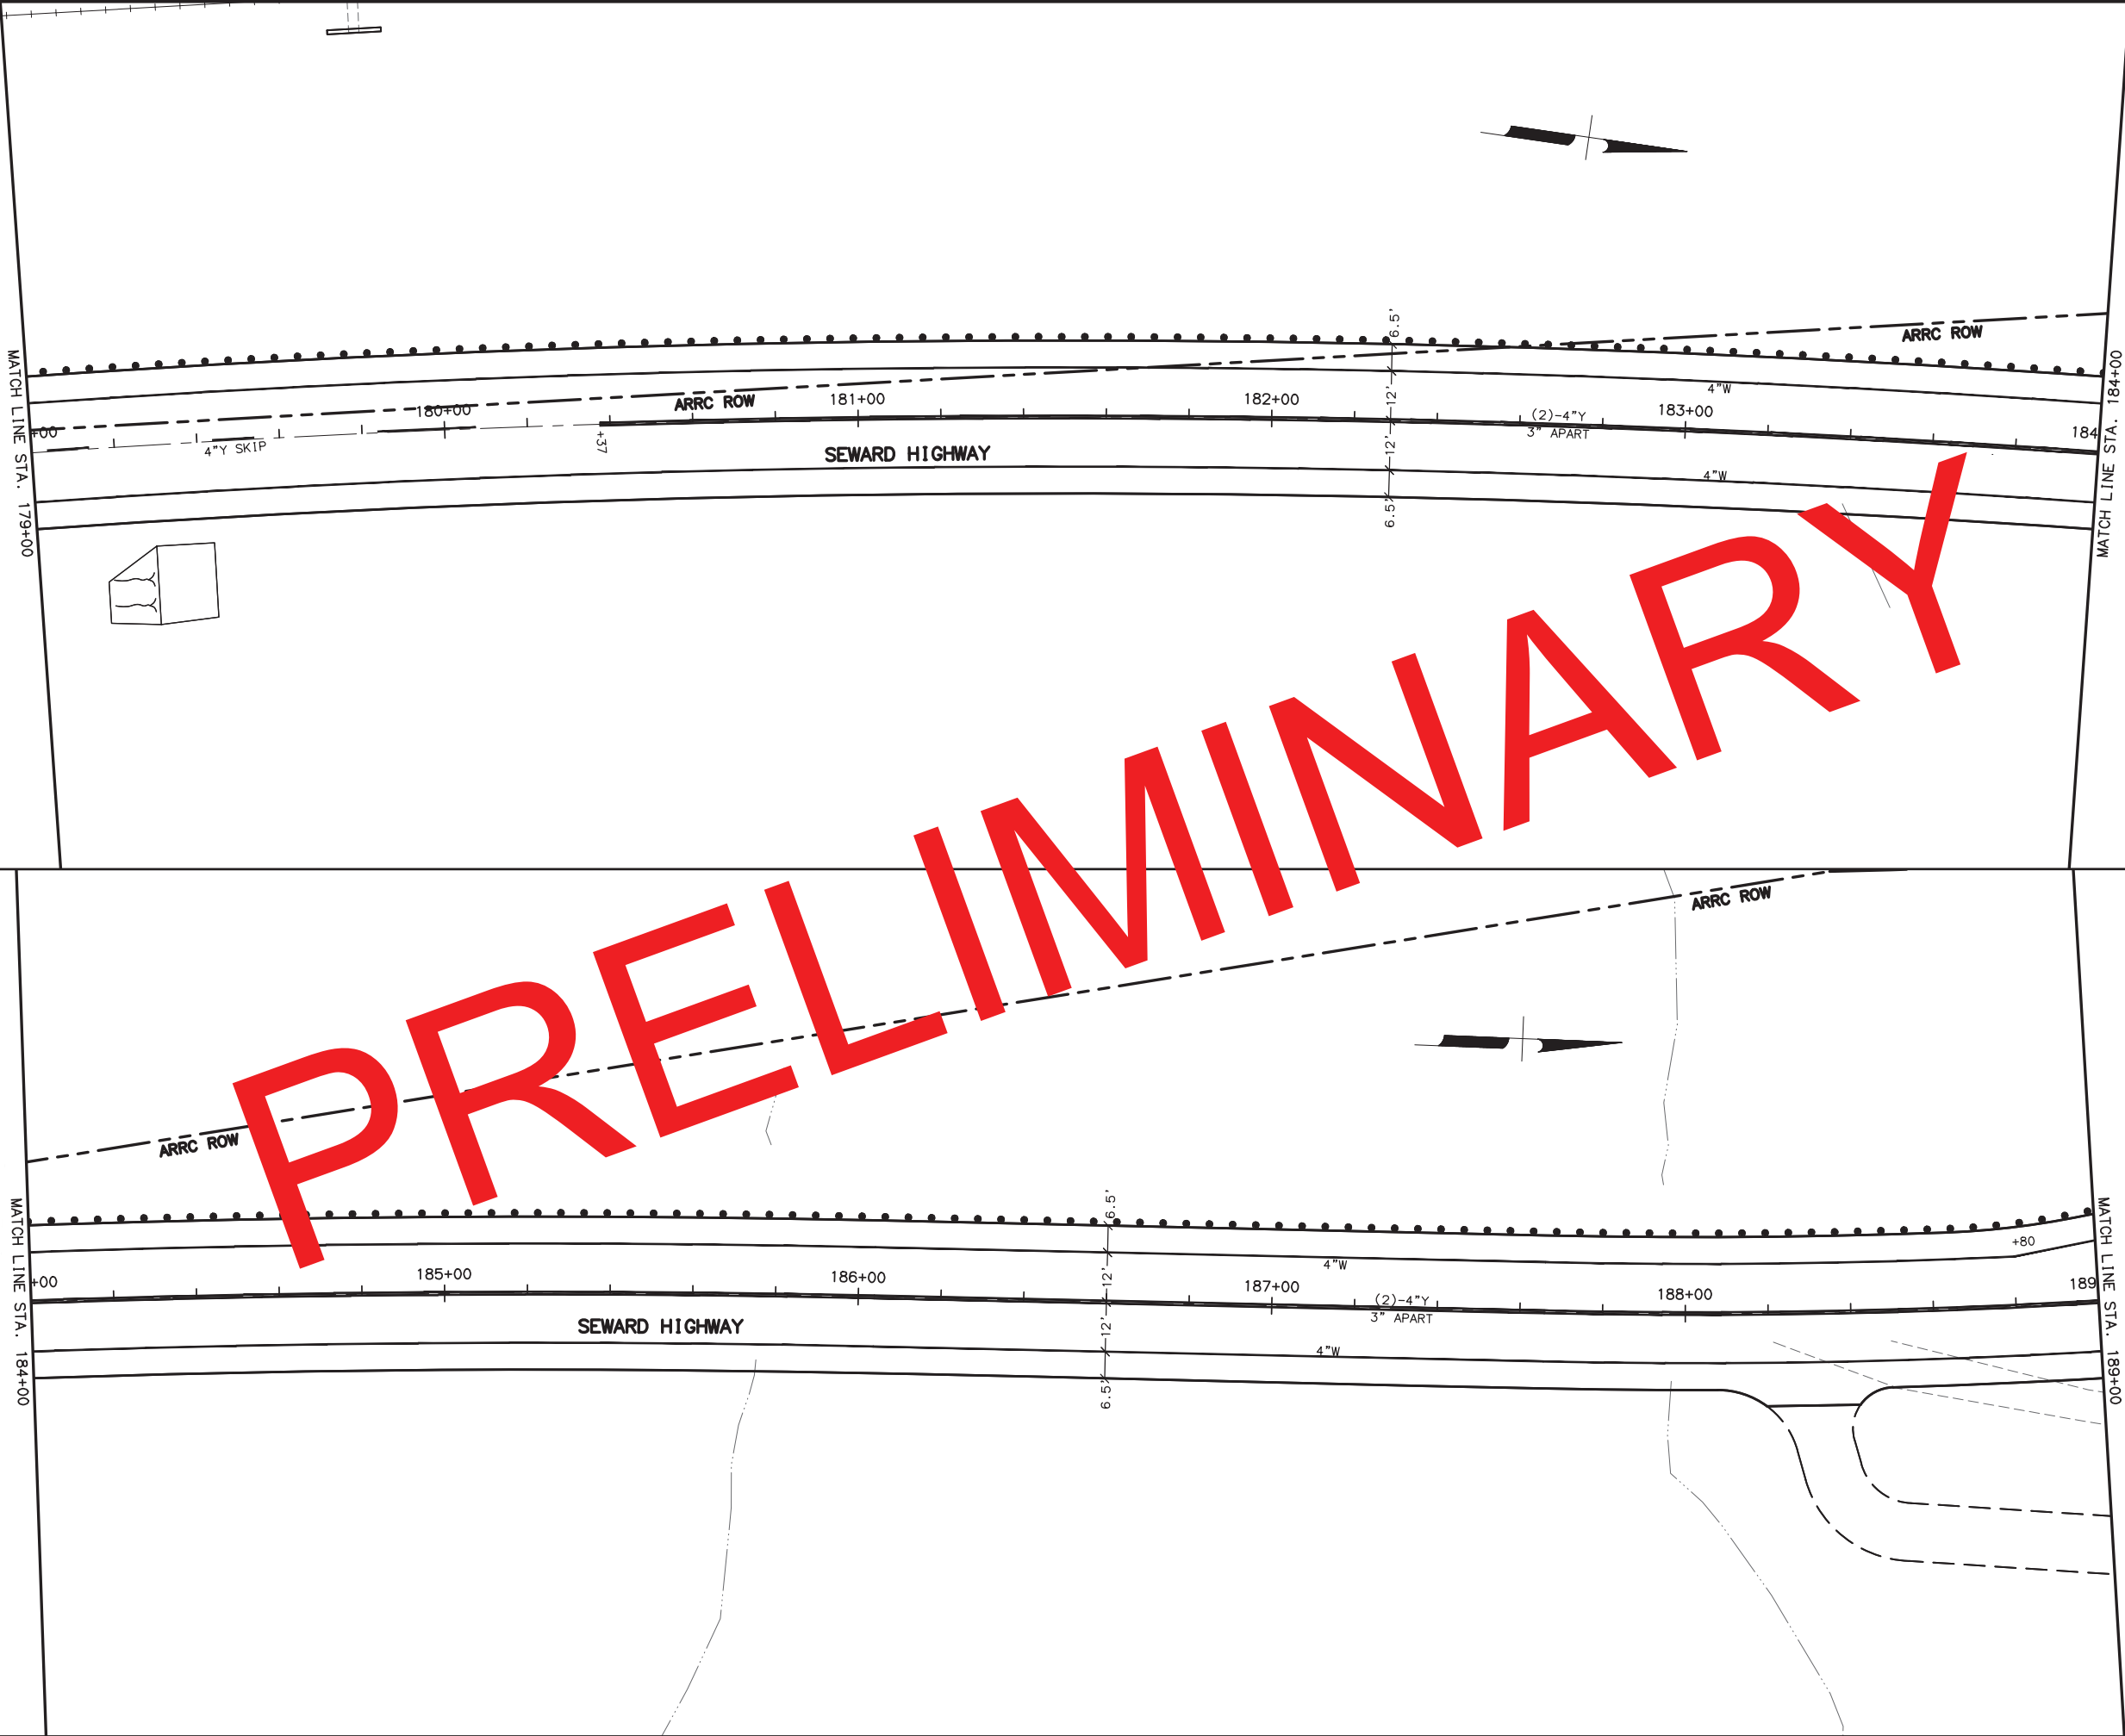 ARRC ROW
6.5'
MATCH LINE STA. 179+00
MATCH LINE STA. 184+00
+00
180+00
ARRC ROW
181+00
182+00
12'
4"W
183+00
184
4"Y SKIP
+37
SEWARD HIGHWAY
12'
(2)-4"Y
3" APART
4"W
6.5'
PRELIMINARY
ARRC ROW
ARRC ROW
6.5'
MATCH LINE STA. 184+00
MATCH LINE STA. 189+00
+80
+00
185+00
186+00
12'
4"W
187+00
188+00
189
SEWARD HIGHWAY
12'
(2)-4"Y
3" APART
4"W
6.5'